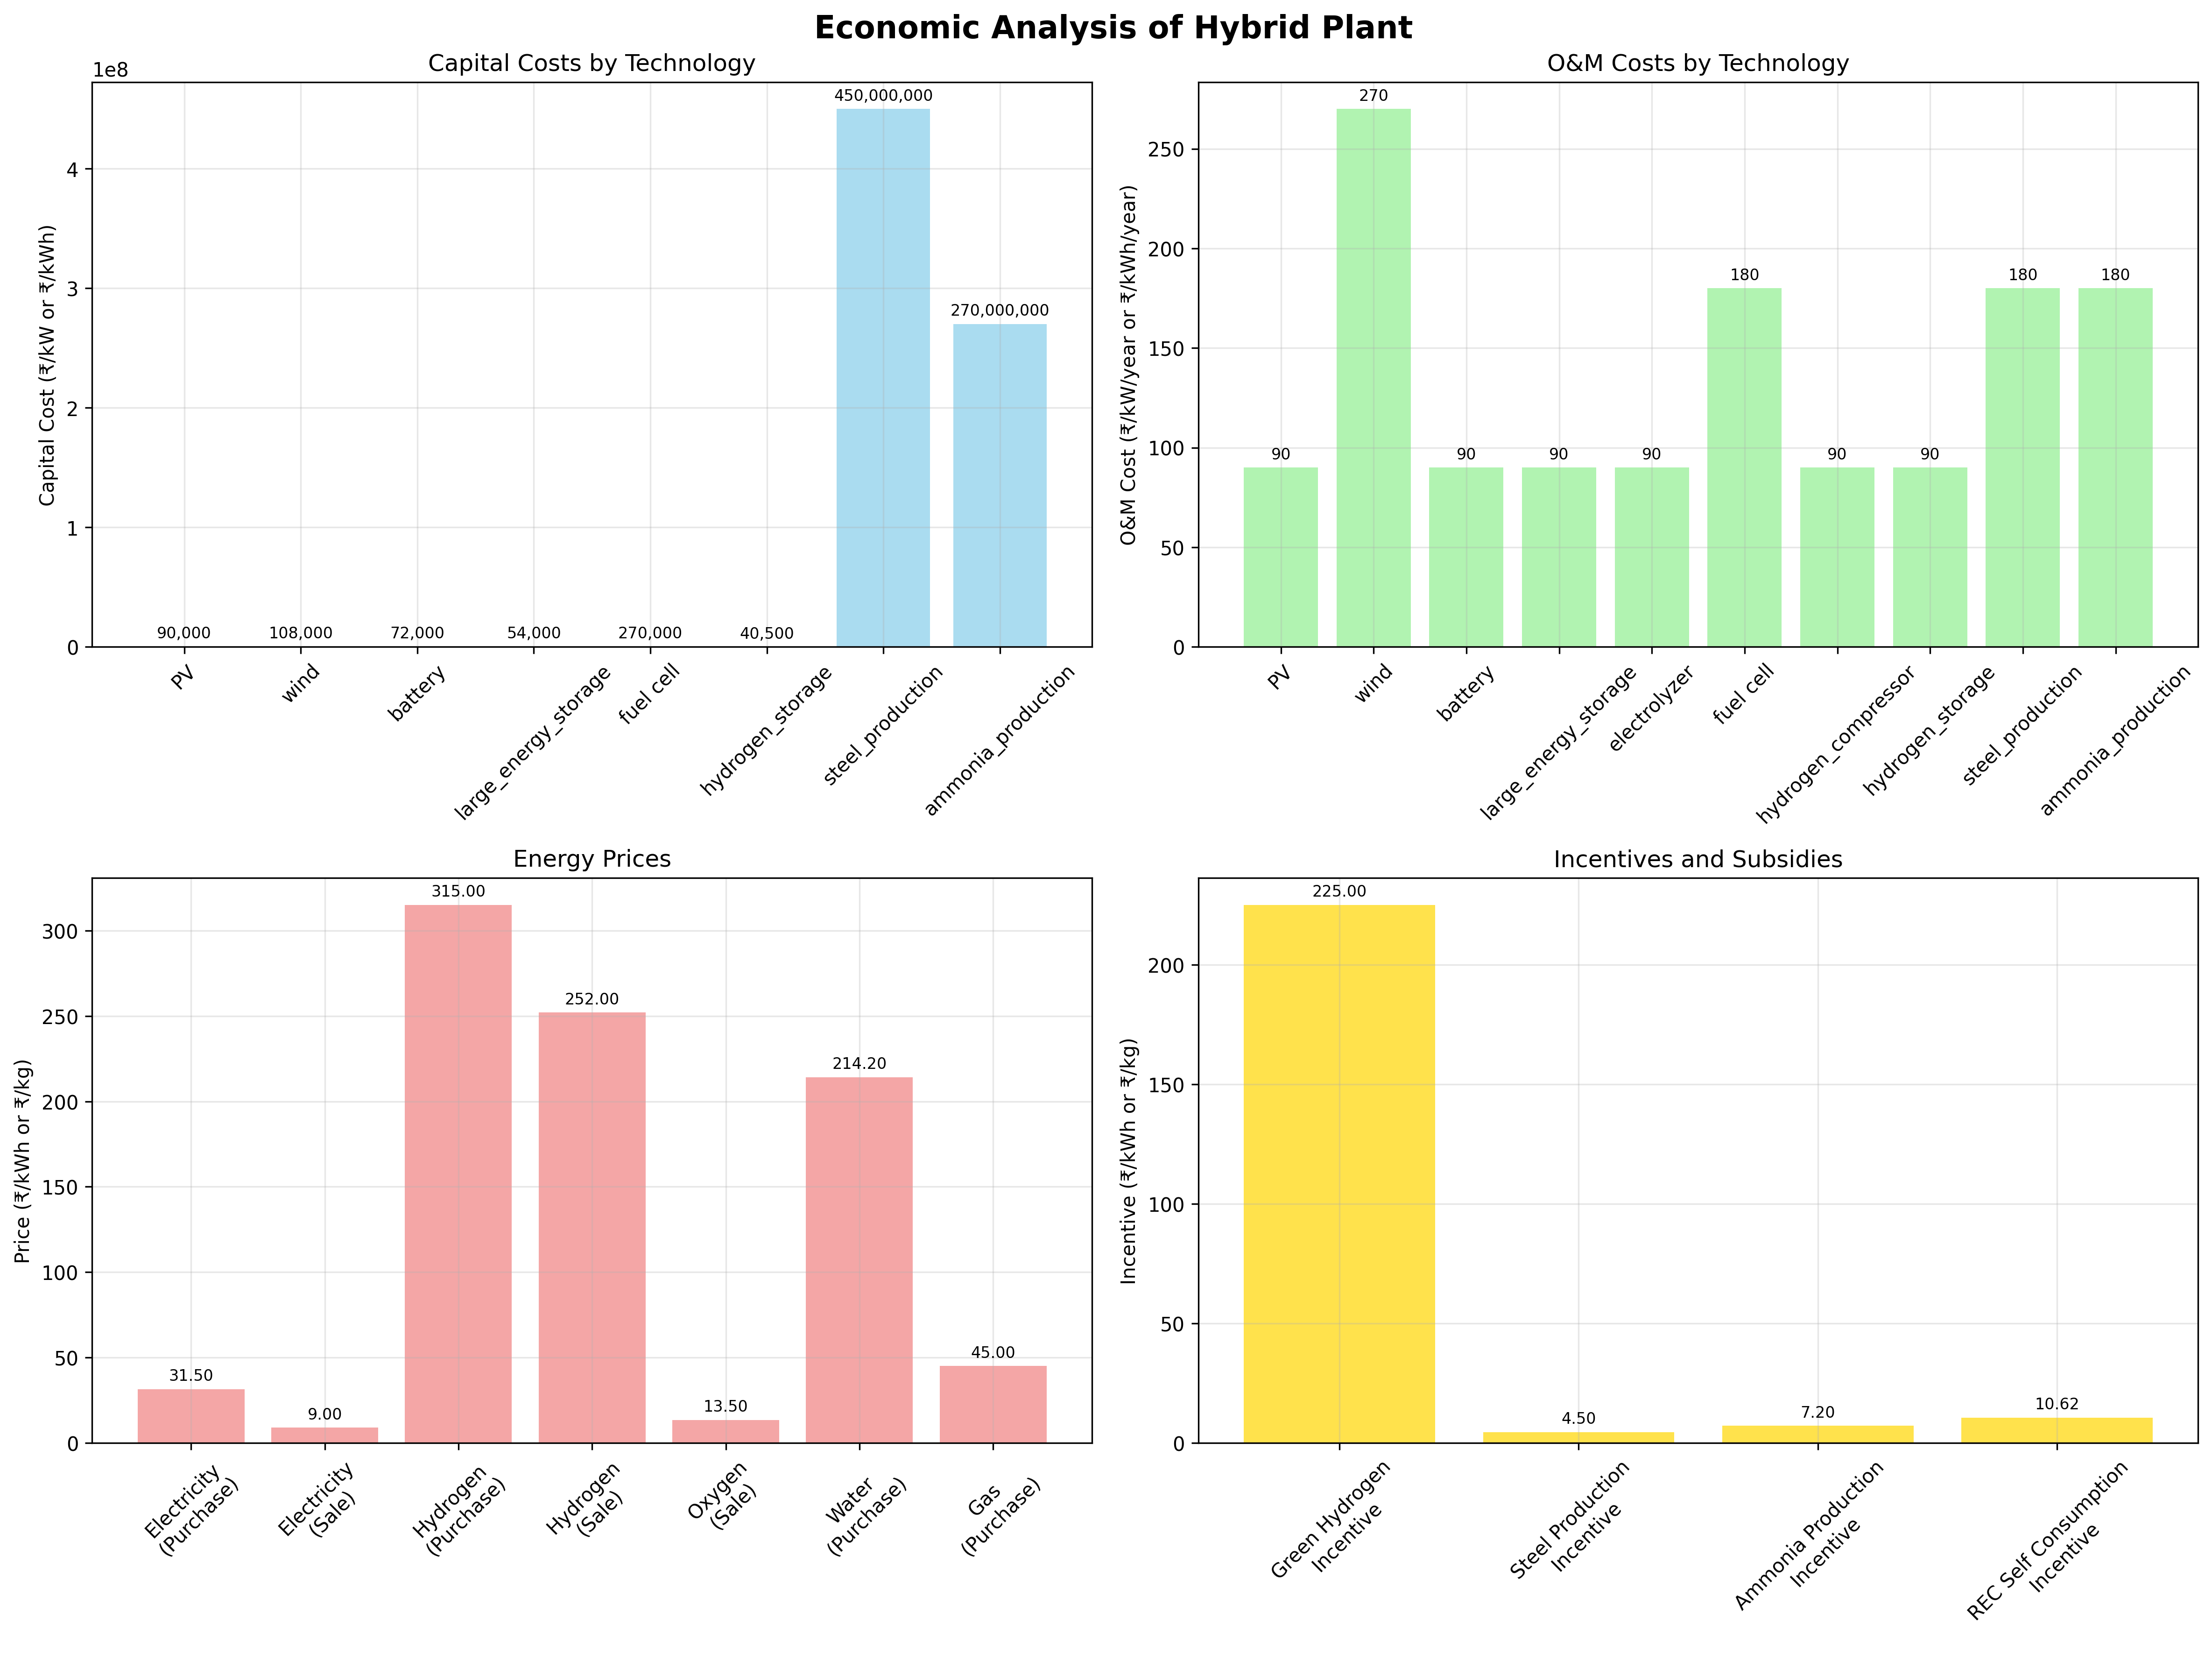 Economic Analysis of Hybrid Plant
Capital Costs by Technology
1e8
Capital Cost (₹/kW or ₹/kWh)
4
3
2
1
0
450,000,000
270,000,000
90,000
108,000
72,000
54,000
270,000
40,500
PV
wind
battery
large_energy_storage
fuel cell
hydrogen_storage
steel_production
ammonia_production
O&M Costs by Technology
O&M Cost (₹/kW/year or ₹/kWh/year)
250
200
150
100
50
0
90
270
90
90
90
180
90
90
180
180
PV
wind
battery
large_energy_storage
electrolyzer
fuel cell
hydrogen_compressor
hydrogen_storage
steel_production
ammonia_production
Energy Prices
Price (₹/kWh or ₹/kg)
300
250
200
150
100
50
0
31.50
9.00
315.00
252.00
13.50
214.20
45.00
Electricity
(Purchase)
Electricity
(Sale)
Hydrogen
(Purchase)
Hydrogen
(Sale)
Oxygen
(Sale)
Water
(Purchase)
Gas
(Purchase)
Incentives and Subsidies
Incentive (₹/kWh or ₹/kg)
200
150
100
50
0
225.00
4.50
7.20
10.62
Green Hydrogen
Incentive
Steel Production
Incentive
Ammonia Production
Incentive
REC Self Consumption
Incentive